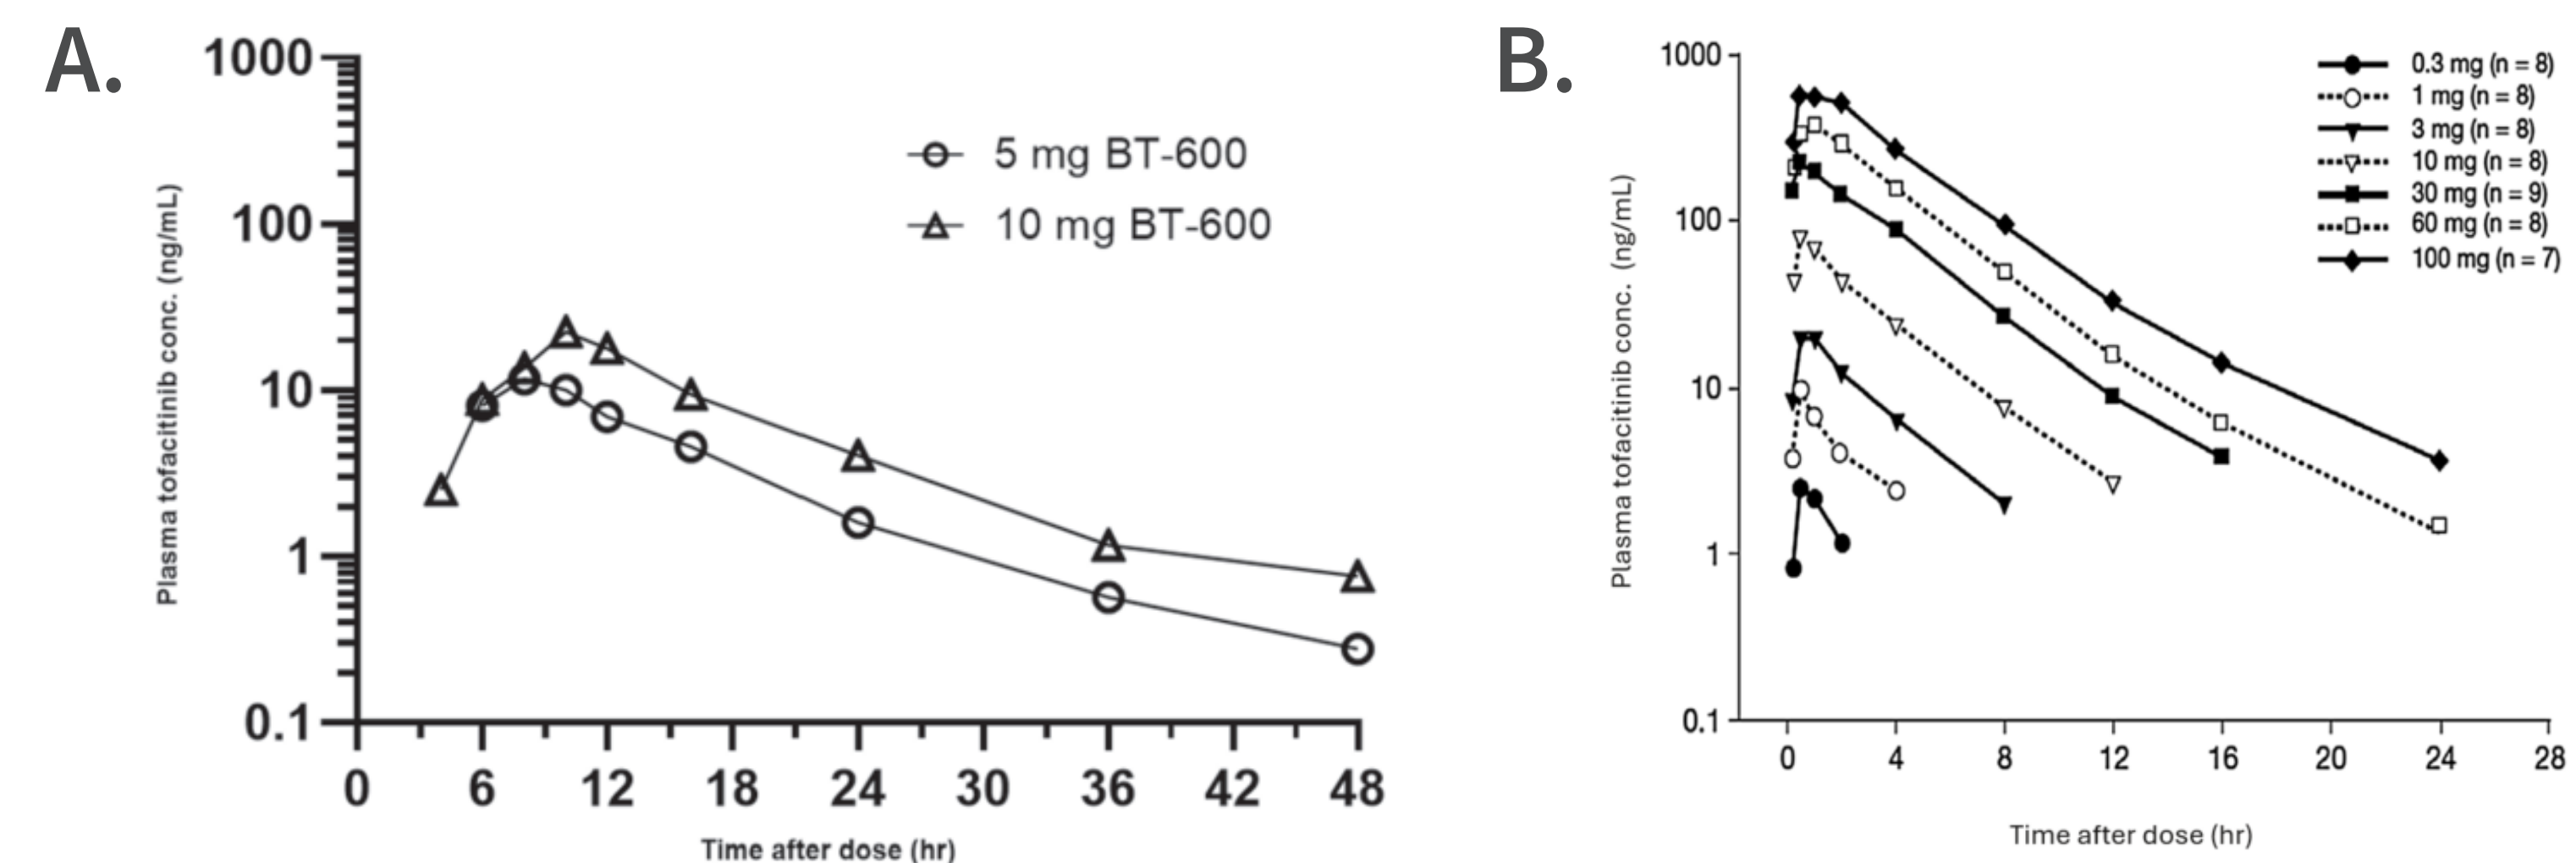 A.
1000
100
10
1
0.1
Plasma tofacitinib conc. (ng/mL)
5 mg BT-600
10 mg BT-600
0 6 12 18 24 30 36 42 48
Time after dose (hr)
B.
1000
100
10
1
0.1
Plasma tofacitinib conc. (ng/mL)
0.3 mg (n = 8)
1 mg (n = 8)
3 mg (n = 8)
10 mg (n = 8)
30 mg (n = 9)
60 mg (n = 8)
100 mg (n = 7)
0 4 8 12 16 20 24 28
Time after dose (hr)